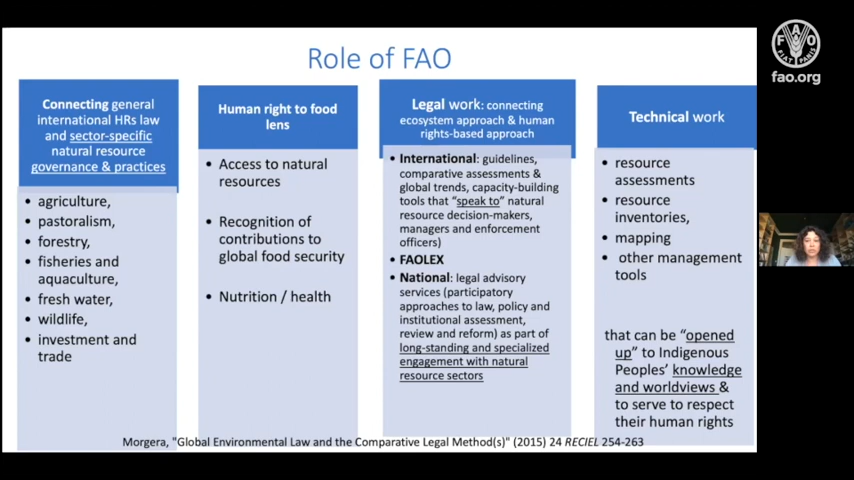 Role of FAO
Connecting general
international HRs law
and sector-specific
natural resource
governance & practices
• agriculture,
• pastoralism,
• forestry,
• fisheries and
aquaculture,
• fresh water,
• wildlife,
• investment and
trade
Human right to food
lens
• Access to natural
resources
• Recognition of
contributions to
global food security
• Nutrition / health
Legal work: connecting
ecosystem approach & human
rights-based approach
• International: guidelines,
comparative assessments &
global trends, capacity-building
tools that “speak to” natural
resource decision-makers,
managers and enforcement
officers)
• FAOLEX
• National: legal advisory
services (participatory
approaches to law, policy and
institutional assessment,
review and reform) as part of
long-standing and specialized
engagement with natural
resource sectors
Technical work
• resource
assessments
• resource
inventories,
• mapping
• other management
tools
that can be “opened
up” to Indigenous
Peoples’ knowledge
and worldviews &
to serve to respect
their human rights
Morgera, "Global Environmental Law and the Comparative Legal Method(s)" (2015) 24 RECIEL 254-263
F A O
FIAT PANIS
fao.org